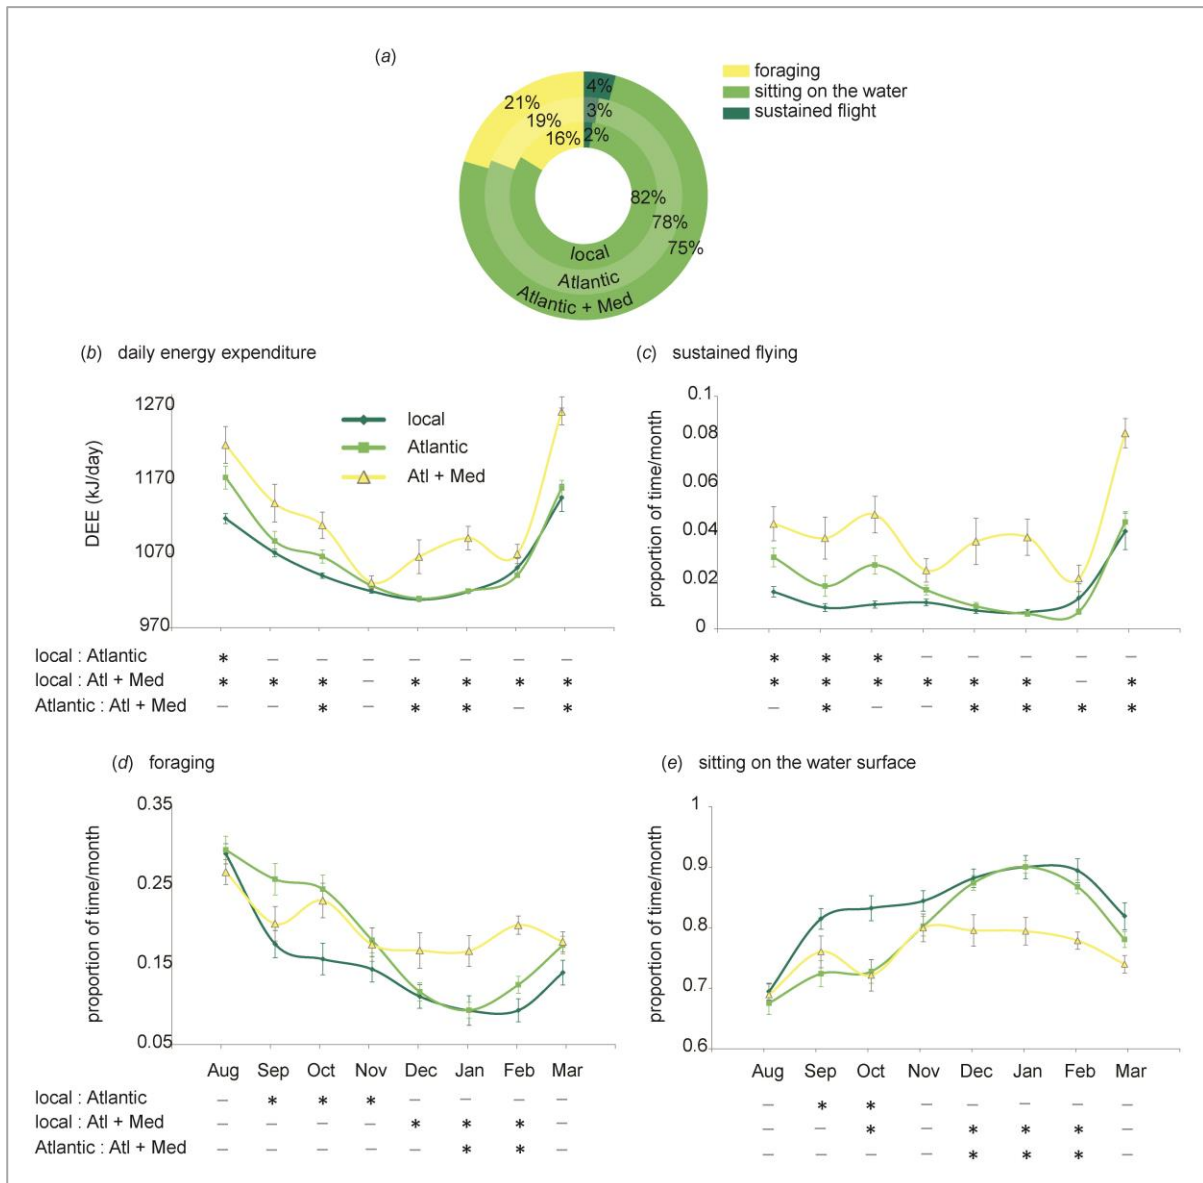 (a)
foraging
sitting on the water
sustained flight
4%
3%
2%
21%
19%
16%
82%
78%
75%
local
Atlantic
Atlantic + Med
(b) daily energy expenditure
1270
1170
1070
970
DEE (kJ/day)
local
Atlantic
Atl + Med
(c) sustained flying
0.1
0.08
0.06
0.04
0.02
0
proportion of time/month
local : Atlantic * – – – – – – –
local : Atl + Med * * * – * * * *
Atlantic : Atl + Med – – * – * * – *
* * * – – – – –
* * * * * * – *
– * – – * * * *
(d) foraging
0.35
0.25
0.15
0.05
proportion of time/month
Aug Sep Oct Nov Dec Jan Feb Mar
local : Atlantic – * * * – – – –
local : Atl + Med – – – – * * * –
Atlantic : Atl + Med – – – – – * * –
(e) sitting on the water surface
1
0.9
0.8
0.7
0.6
proportion of time/month
Aug Sep Oct Nov Dec Jan Feb Mar
– * * – – – – –
– – * – * * * –
– – – – * * * –